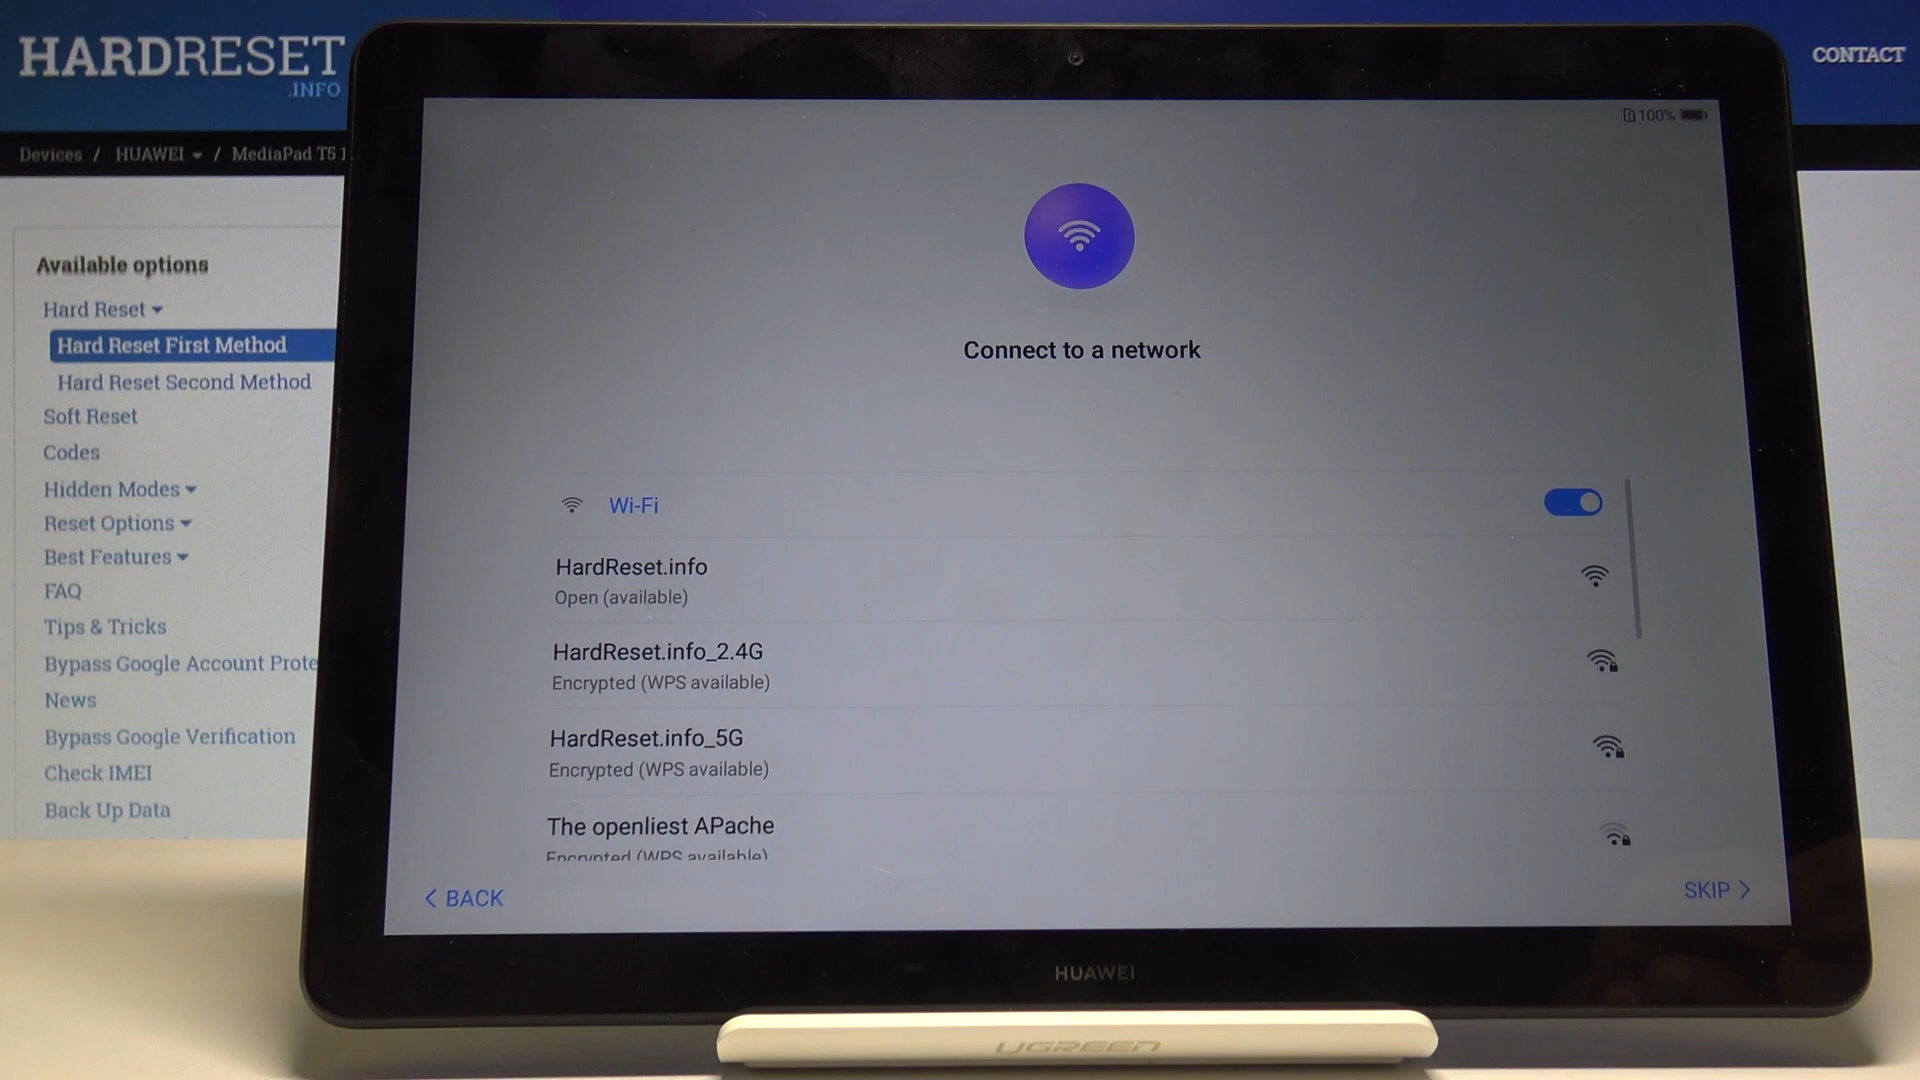 HARDRESET
.INFO
CONTACT
Devices / HUAWEI / MediaPad T5 1
Available options
Hard Reset
Hard Reset First Method
Hard Reset Second Method
Soft Reset
Codes
Hidden Modes
Reset Options
Best Features
FAQ
Tips & Tricks
Bypass Google Account Prote
News
Bypass Google Verification
Check IMEI
Back Up Data
100%
Connect to a network
Wi-Fi
HardReset.info
Open (available)
HardReset.info_2.4G
Encrypted (WPS available)
HardReset.info_5G
Encrypted (WPS available)
The openliest APache
Encrypted (WPS available)
< BACK
SKIP >
HUAWEI
UGREEN